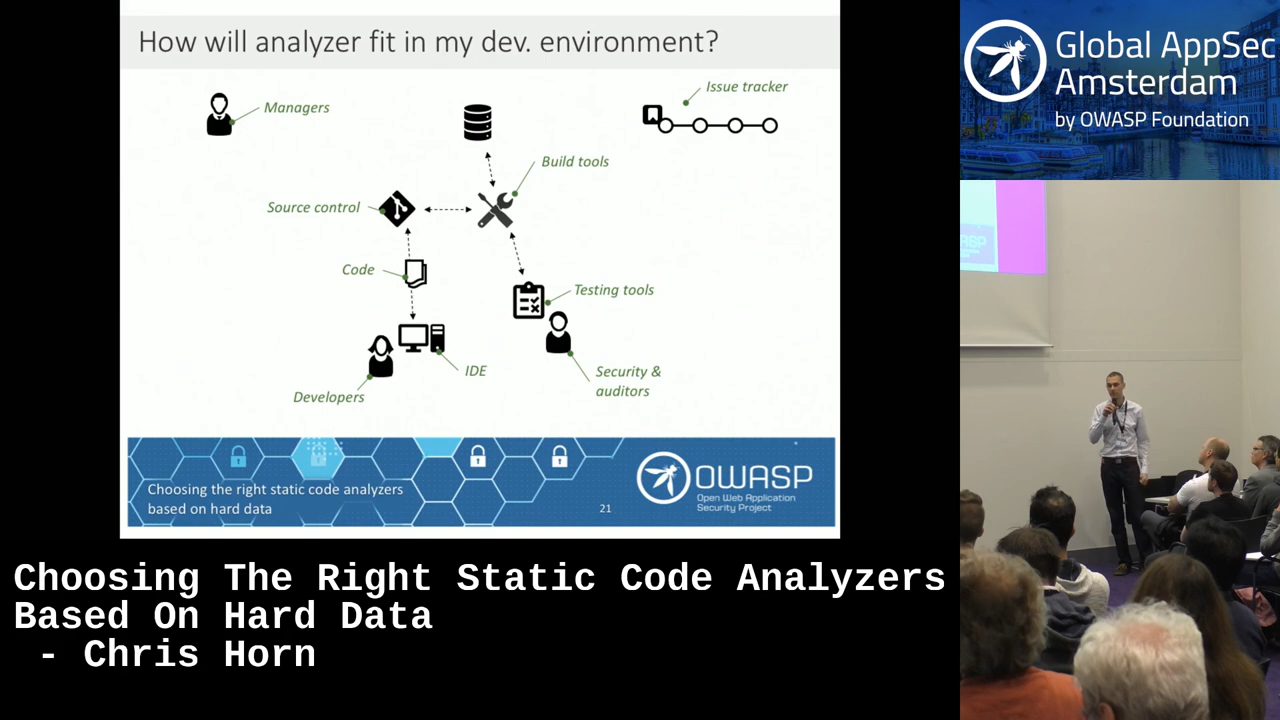 How will analyzer fit in my dev. environment?
Managers
Issue tracker
Build tools
Source control
Code
Testing tools
IDE
Security &
auditors
Developers
Choosing the right static code analyzers
based on hard data
21
OWASP
Open Web Application
Security Project
Global AppSec
Amsterdam
by OWASP Foundation
Choosing The Right Static Code Analyzers
Based On Hard Data
- Chris Horn